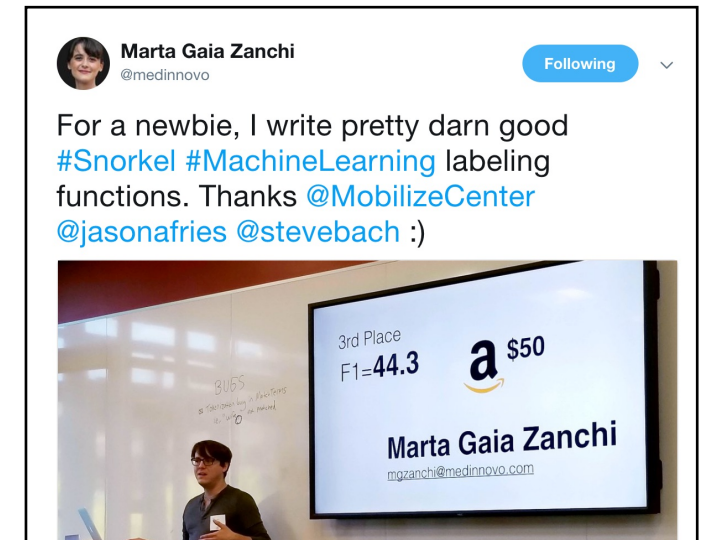 Marta Gaia Zanchi
@medinnovo
Following
For a newbie, I write pretty darn good
#Snorkel #MachineLearning labeling
functions. Thanks @MobilizeCenter
@jasonafries @stevebach :)
3rd Place
F1=44.3
a $50
Marta Gaia Zanchi
mgzanchi@medinnovo.com
BUGS